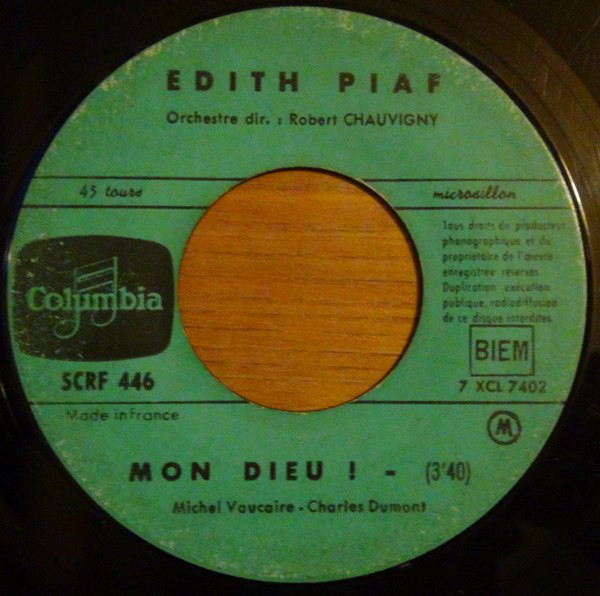 EDITH PIAF
Orchestre dir. : Robert CHAUVIGNY
45 tours
microsillon
Tous droits du producteur
phonographique et du
propriétaire de l'œuvre
enregistrée réservés.
Duplication exécution
publique, radiodiffusion
de ce disque interdites
Columbia
BIEM
SCRF 446
7 XCL 7402
Made in France
M
MON DIEU ! - (3'40)
Michel Vaucaire - Charles Dumont